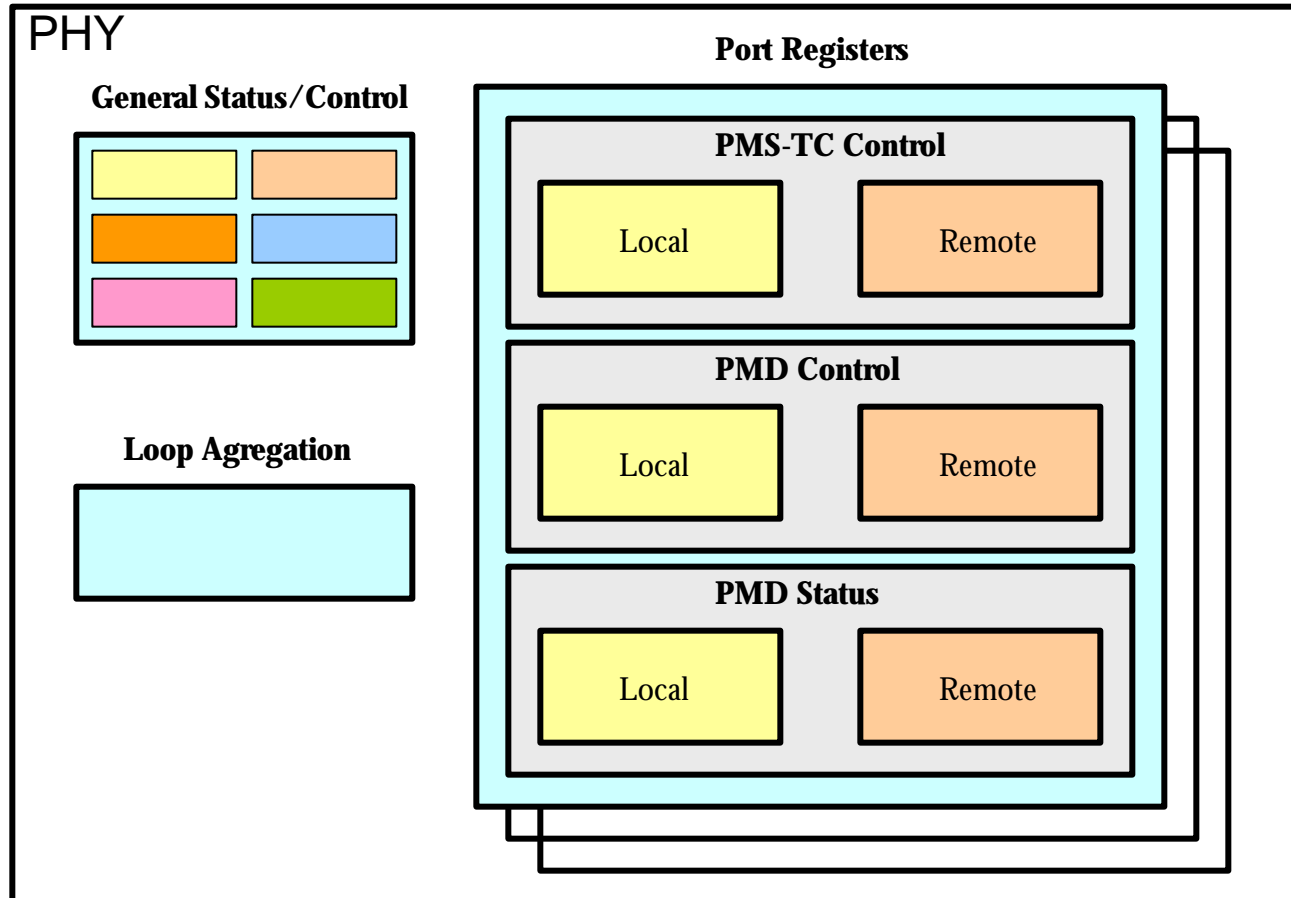 PHY
General Status/Control
Loop Agregation
Port Registers
PMS-TC Control
Local
Remote
PMD Control
Local
Remote
PMD Status
Local
Remote